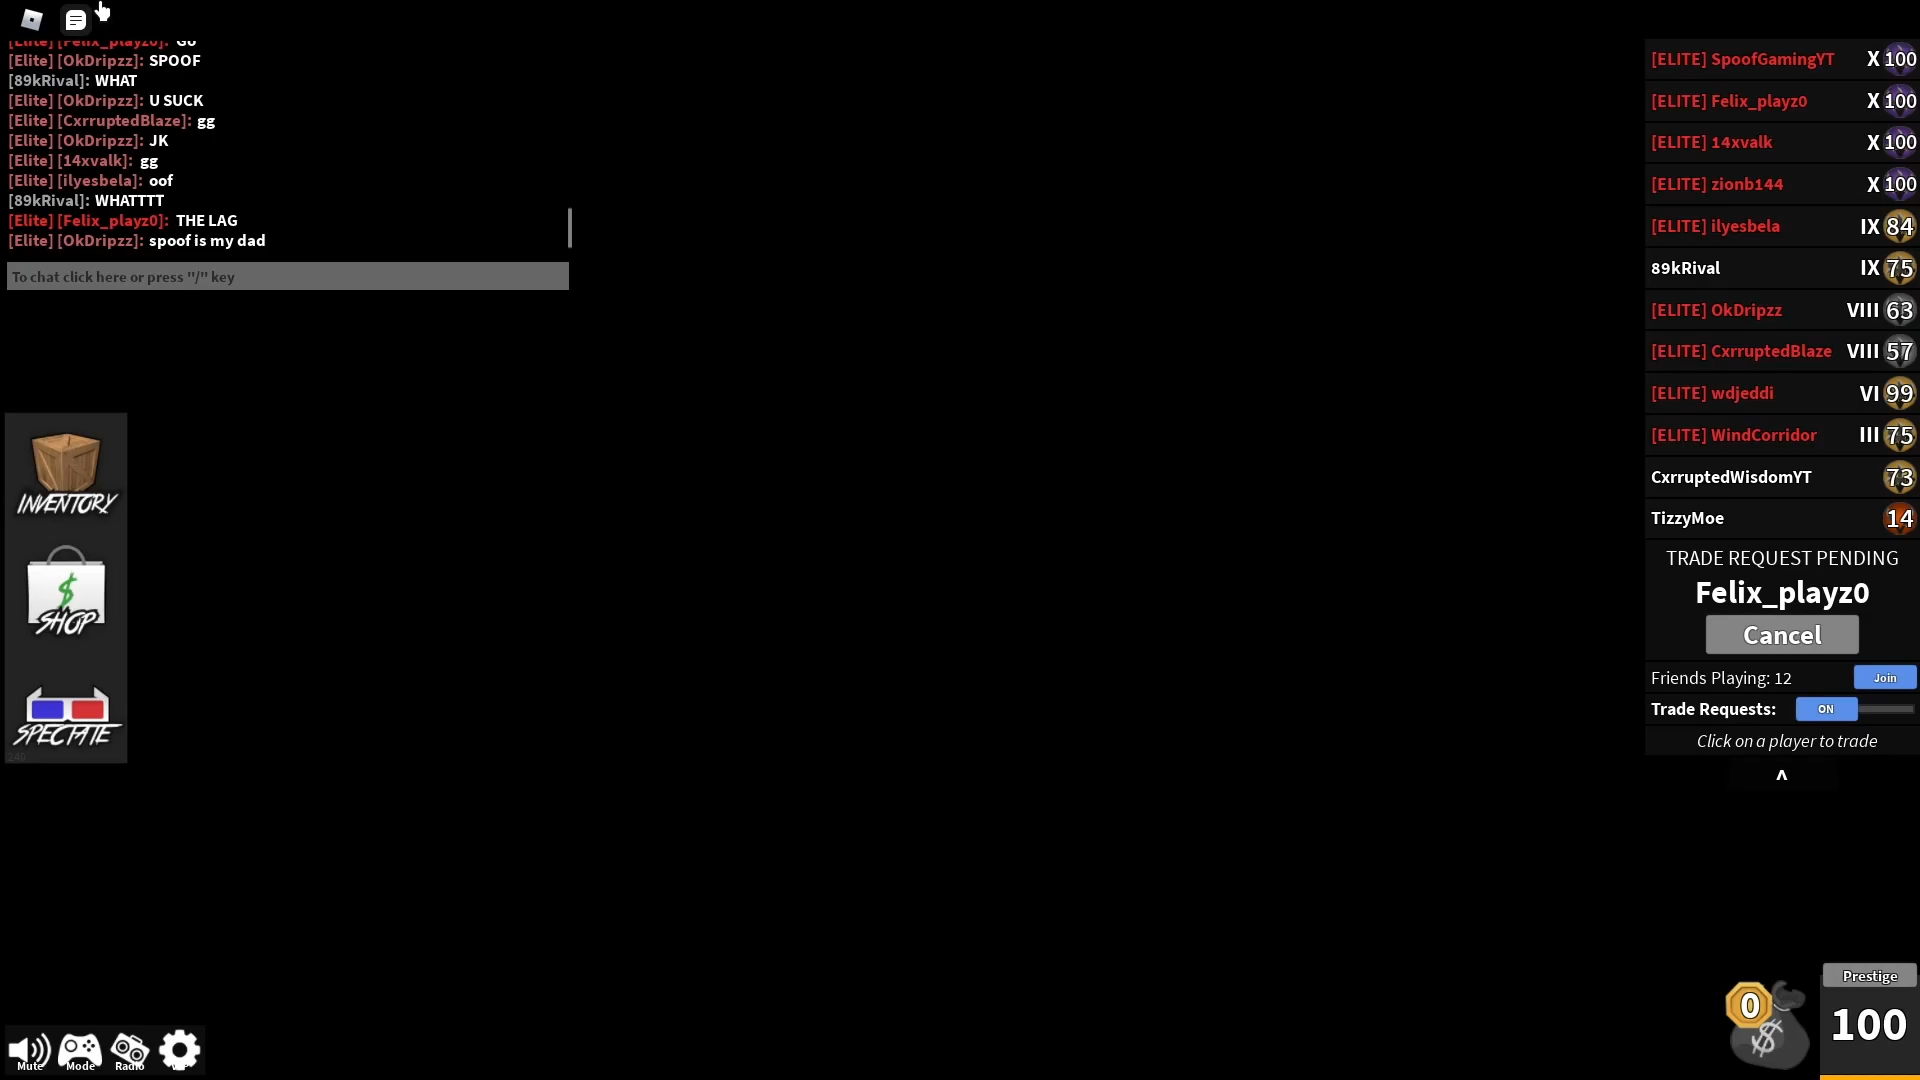 [Elite] [Felix_playz0]: Go
[Elite] [OkDripzz]: SPOOF
[89kRival]: WHAT
[Elite] [OkDripzz]: U SUCK
[Elite] [CxrruptedBlaze]: gg
[Elite] [OkDripzz]: JK
[Elite] [14xvalk]: gg
[Elite] [ilyesbela]: oof
[89kRival]: WHATTTT
[Elite] [Felix_playz0]: THE LAG
[Elite] [OkDripzz]: spoof is my dad
To chat click here or press "/" key
INVENTORY
$
SHOP
SPECTATE
240
Mute
Mode
Radio
[ELITE] SpoofGamingYT X 100
[ELITE] Felix_playz0 X 100
[ELITE] 14xvalk X 100
[ELITE] zionb144 X 100
[ELITE] ilyesbela IX 84
89kRival IX 75
[ELITE] OkDripzz VIII 63
[ELITE] CxrruptedBlaze VIII 57
[ELITE] wdjeddi VI 99
[ELITE] WindCorridor III 75
CxrruptedWisdomYT 73
TizzyMoe 14
TRADE REQUEST PENDING
Felix_playz0
Cancel
Friends Playing: 12 Join
Trade Requests: ON
Click on a player to trade
^
0
$
Prestige
100